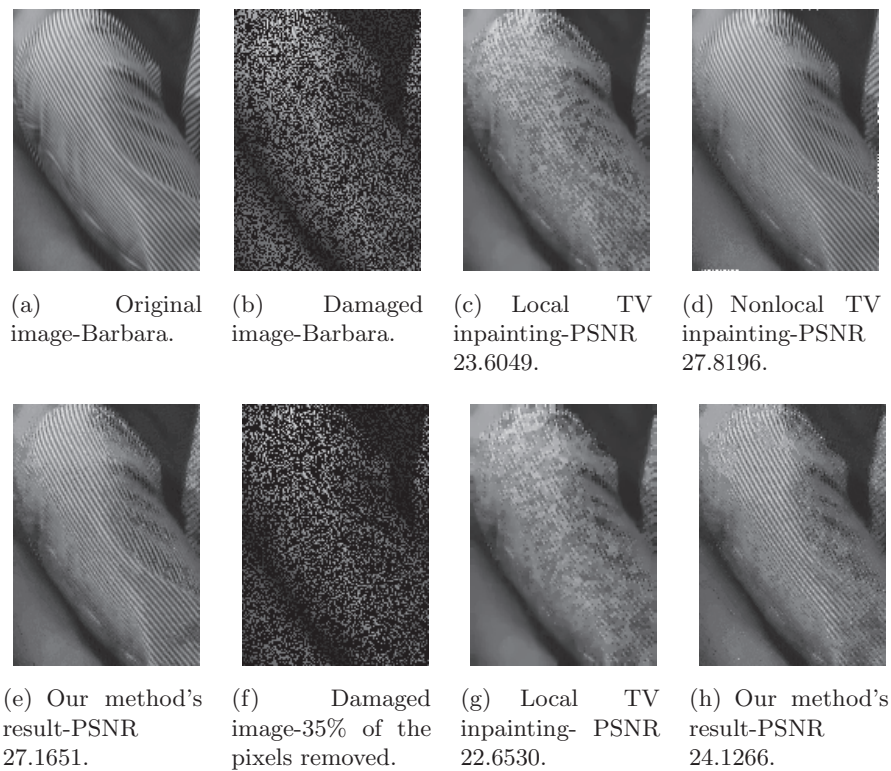 (a) Original
image-Barbara.
(b) Damaged
image-Barbara.
(c) Local TV
inpainting-PSNR
23.6049.
(d) Nonlocal TV
inpainting-PSNR
27.8196.
(e) Our method's
result-PSNR
27.1651.
(f) Damaged
image-35% of the
pixels removed.
(g) Local TV
inpainting- PSNR
22.6530.
(h) Our method's
result-PSNR
24.1266.